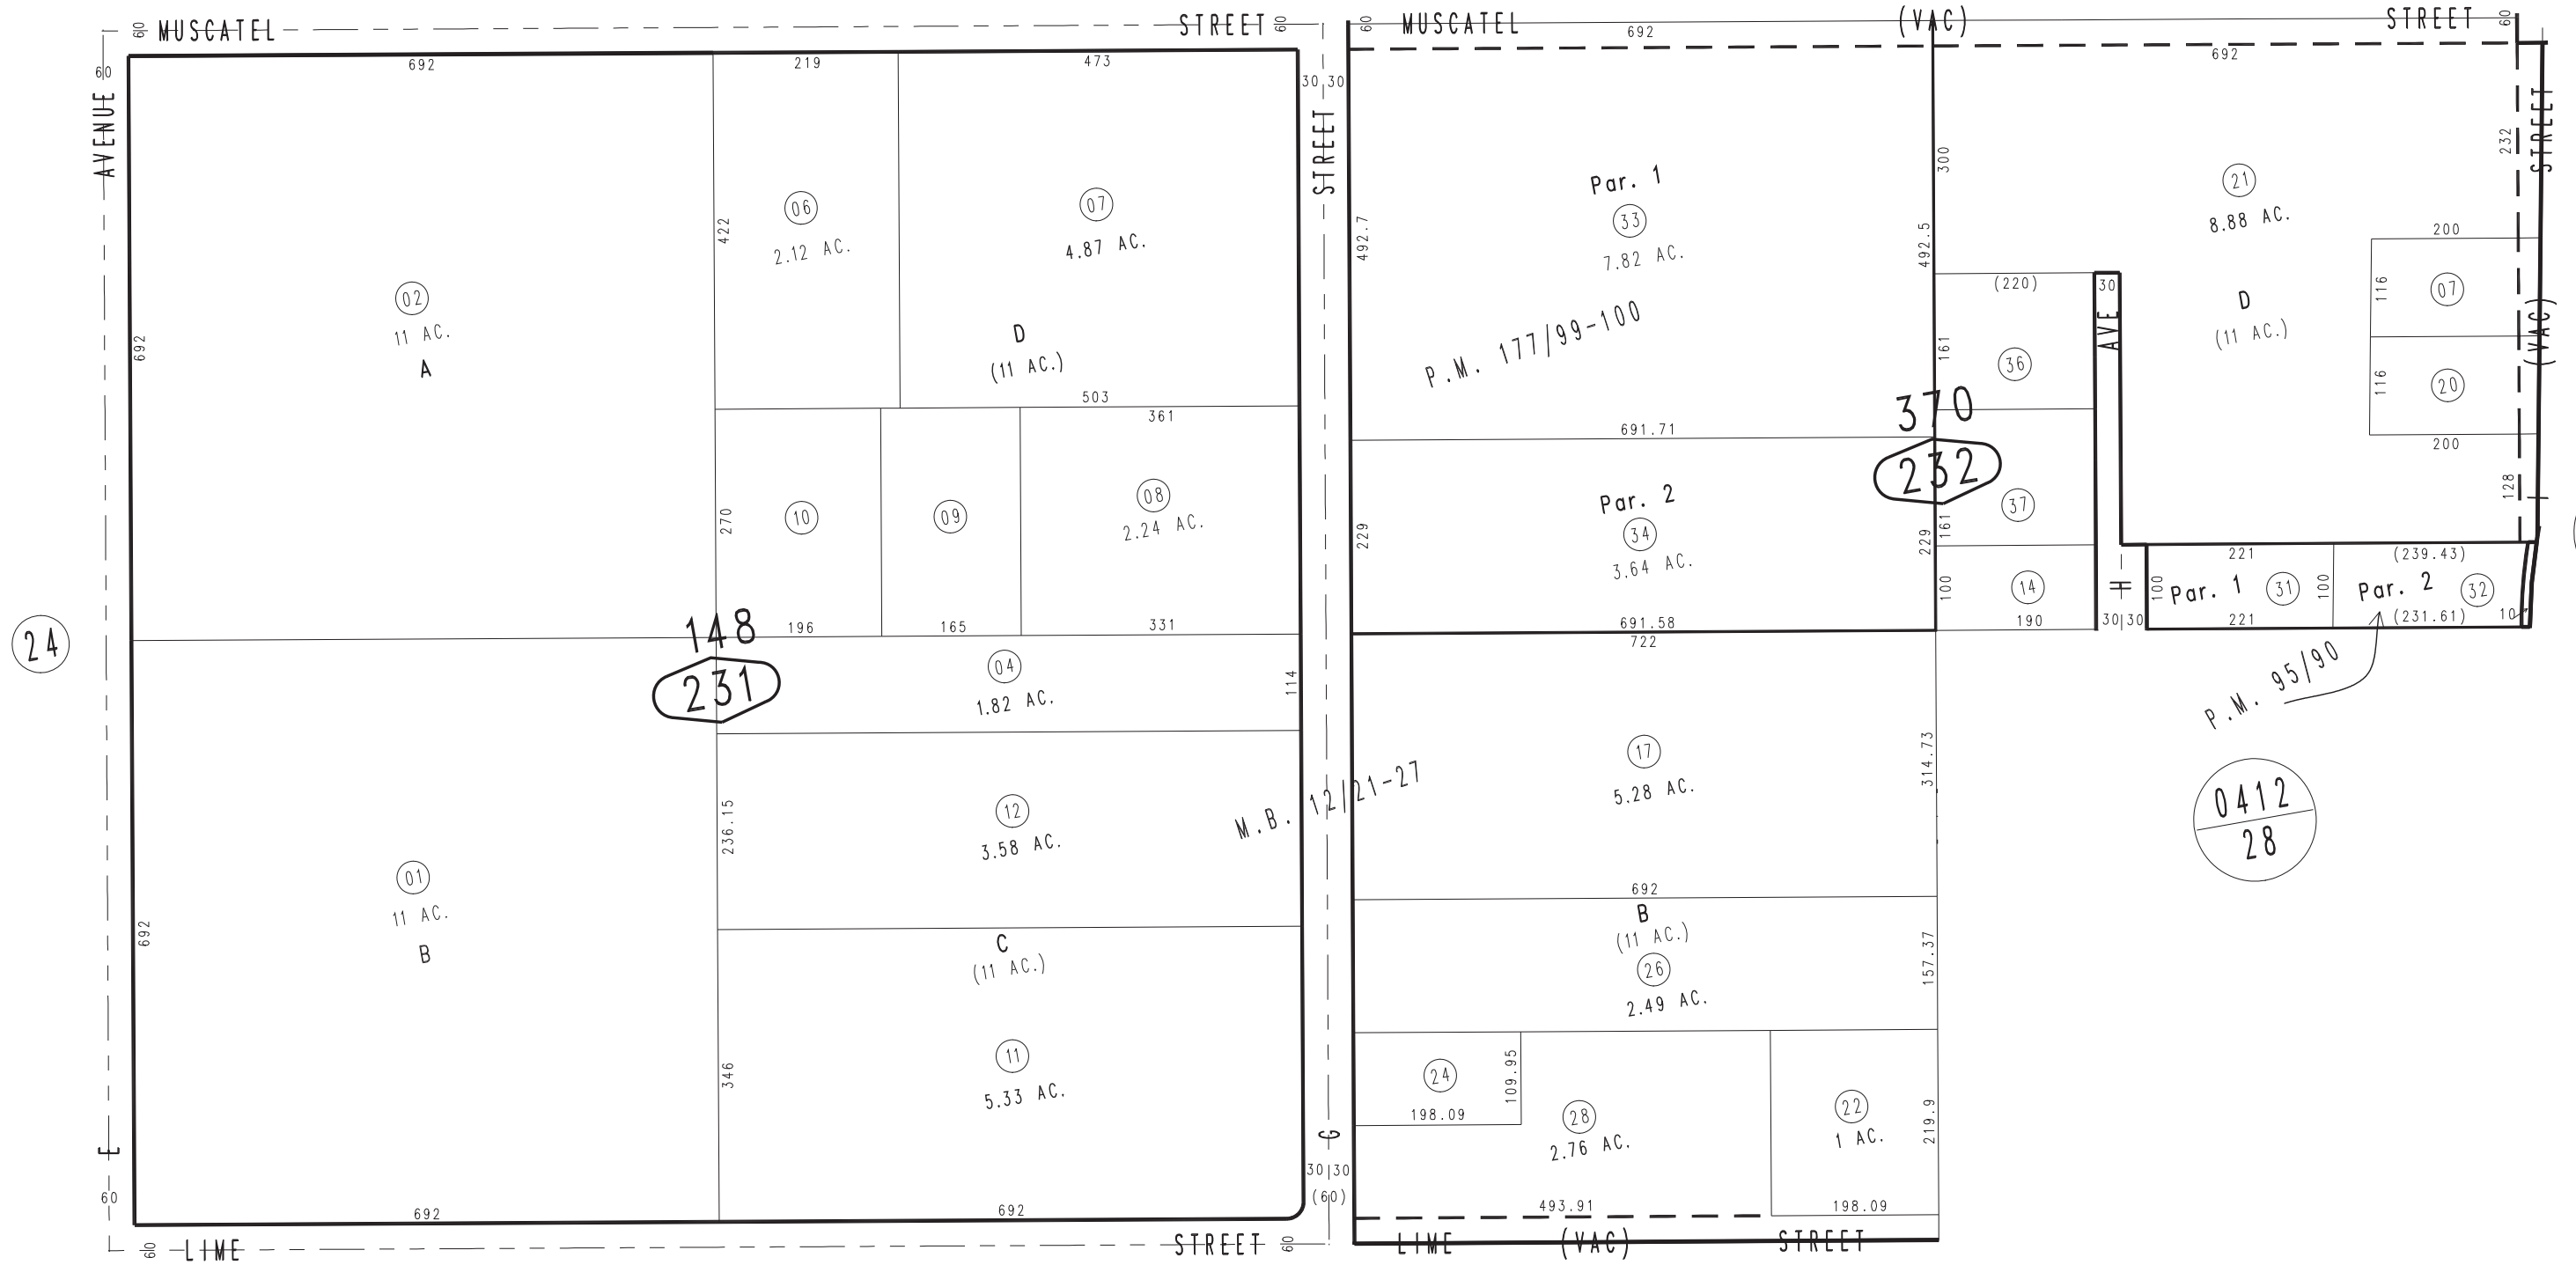 60 MUSCATEL STREET 60
60 MUSCATEL (VAC) STREET 60
692
692
60
AVENUE
692
219
473
30 30
STREET
232
STREET
(VAC)
02
11 AC.
A
692
422
06
2.12 AC.
07
4.87 AC.
D
(11 AC.)
503
361
270
10
09
08
2.24 AC.
196
165
331
148
231
24
04
1.82 AC.
114
12
3.58 AC.
236.15
01
11 AC.
B
692
C
(11 AC.)
11
5.33 AC.
346
692
692
E
60
60 LIME STREET 60
M.B. 12/21-27
G
30 30
(60)
Par. 1
33
7.82 AC.
492.7
492.5
P.M. 177/99-100
691.71
Par. 2
34
3.64 AC.
229
229
691.58
722
370
232
300
(220)
30
AVE
161
36
161
37
100
14
190
H
30 30
21
8.88 AC.
D
(11 AC.)
200
116
07
116
20
200
128
221
(239.43)
100
Par. 1
31
100
Par. 2
32
10
221
(231.61)
P.M. 95/90
0412
28
17
5.28 AC.
314.73
692
B
(11 AC.)
26
2.49 AC.
157.37
24
109.95
198.09
28
2.76 AC.
22
1 AC.
219.9
493.91
198.09
LIME (VAC) STREET